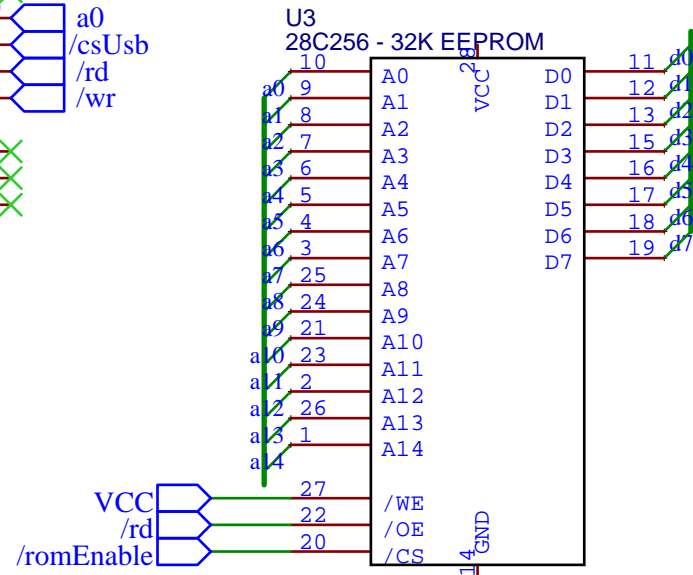 a0
/csUsb
/rd
/wr
U3
28C256 - 32K EEPROM
28
VCC
10 A0 D0 11 d0
a0 9 A1 D1 12 d1
a1 8 A2 D2 13 d2
a2 7 A3 D3 15 d3
a3 6 A4 D4 16 d4
a4 5 A5 D5 17 d5
a5 4 A6 D6 18 d6
a6 3 A7 D7 19 d7
a7 25 A8
a8 24 A9
a9 21 A10
a10 23 A11
a11 2 A12
a12 26 A13
a13 1 A14
a14
VCC 27 /WE
/rd 22 /OE
/romEnable 20 /CS
GND
14